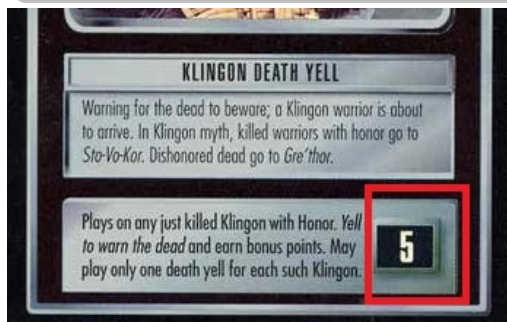 KLINGON DEATH YELL
Warning for the dead to beware; a Klingon warrior is about
to arrive. In Klingon myth, killed warriors with honor go to
Sto-Vo-Kor. Dishonored dead go to Gre'thor.
Plays on any just killed Klingon with Honor. Yell
to warn the dead and earn bonus points. May
play only one death yell for each such Klingon.
5